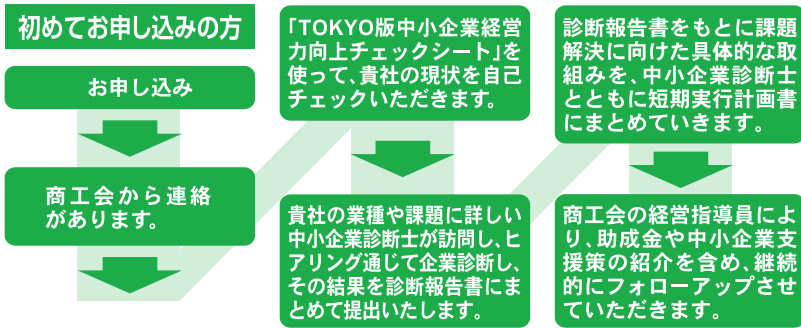 初めてお申し込みの方
お申し込み
商工会から連絡
があります。
「TOKYO版中小企業経営
力向上チェックシート」を
使って、貴社の現状を自己
チェックいただきます。
貴社の業種や課題に詳しい
中小企業診断士が訪問し、ヒ
アリング通じて企業診断し、
その結果を診断報告書にま
とめて提出いたします。
診断報告書をもとに課題
解決に向けた具体的な取
組みを、中小企業診断士
とともに短期実行計画書
にまとめていきます。
商工会の経営指導員によ
り、助成金や中小企業支
援策の紹介を含め、継続
的にフォローアップさせ
ていただきます。